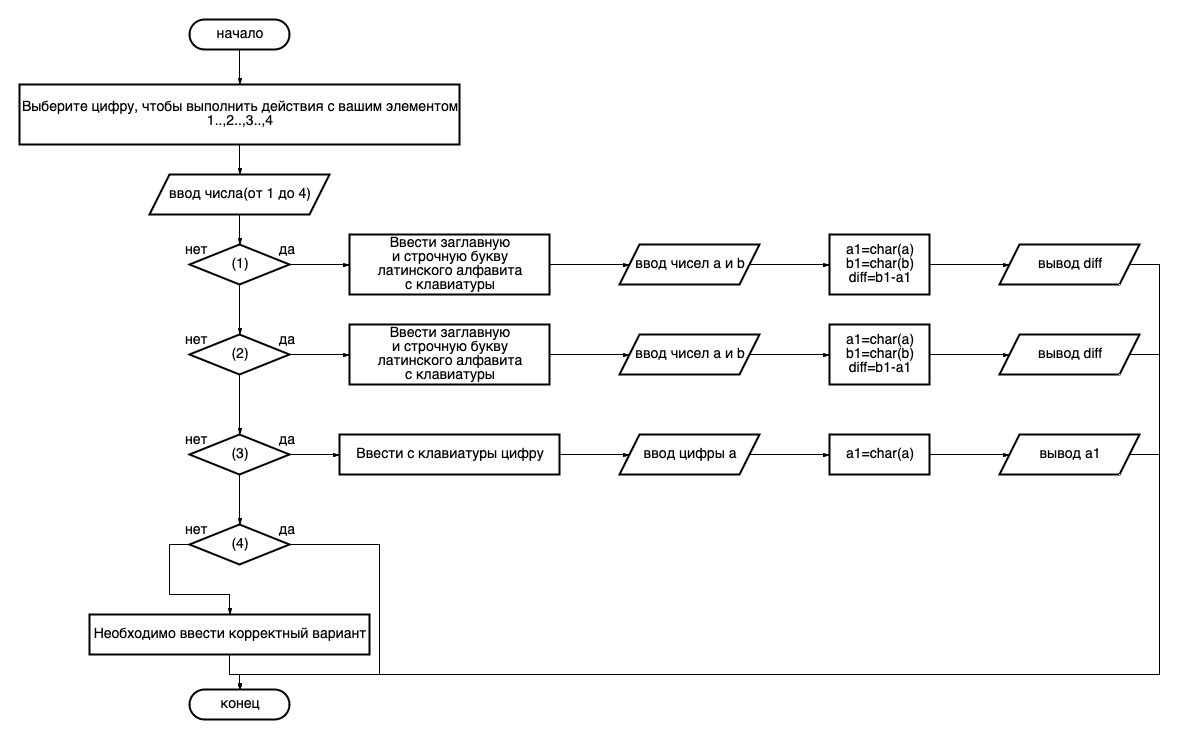 начало
Выберите цифру, чтобы выполнить действия с вашим элементом
1..,2..,3..,4
ввод числа(от 1 до 4)
нет
да
(1)
Ввести заглавную
и строчную букву
латинского алфавита
с клавиатуры
ввод чисел a и b
a1=char(a)
b1=char(b)
diff=b1-a1
вывод diff
нет
да
(2)
Ввести заглавную
и строчную букву
латинского алфавита
с клавиатуры
ввод чисел a и b
a1=char(a)
b1=char(b)
diff=b1-a1
вывод diff
нет
да
(3)
Ввести с клавиатуры цифру
ввод цифры a
a1=char(a)
вывод a1
нет
да
(4)
Необходимо ввести корректный вариант
конец